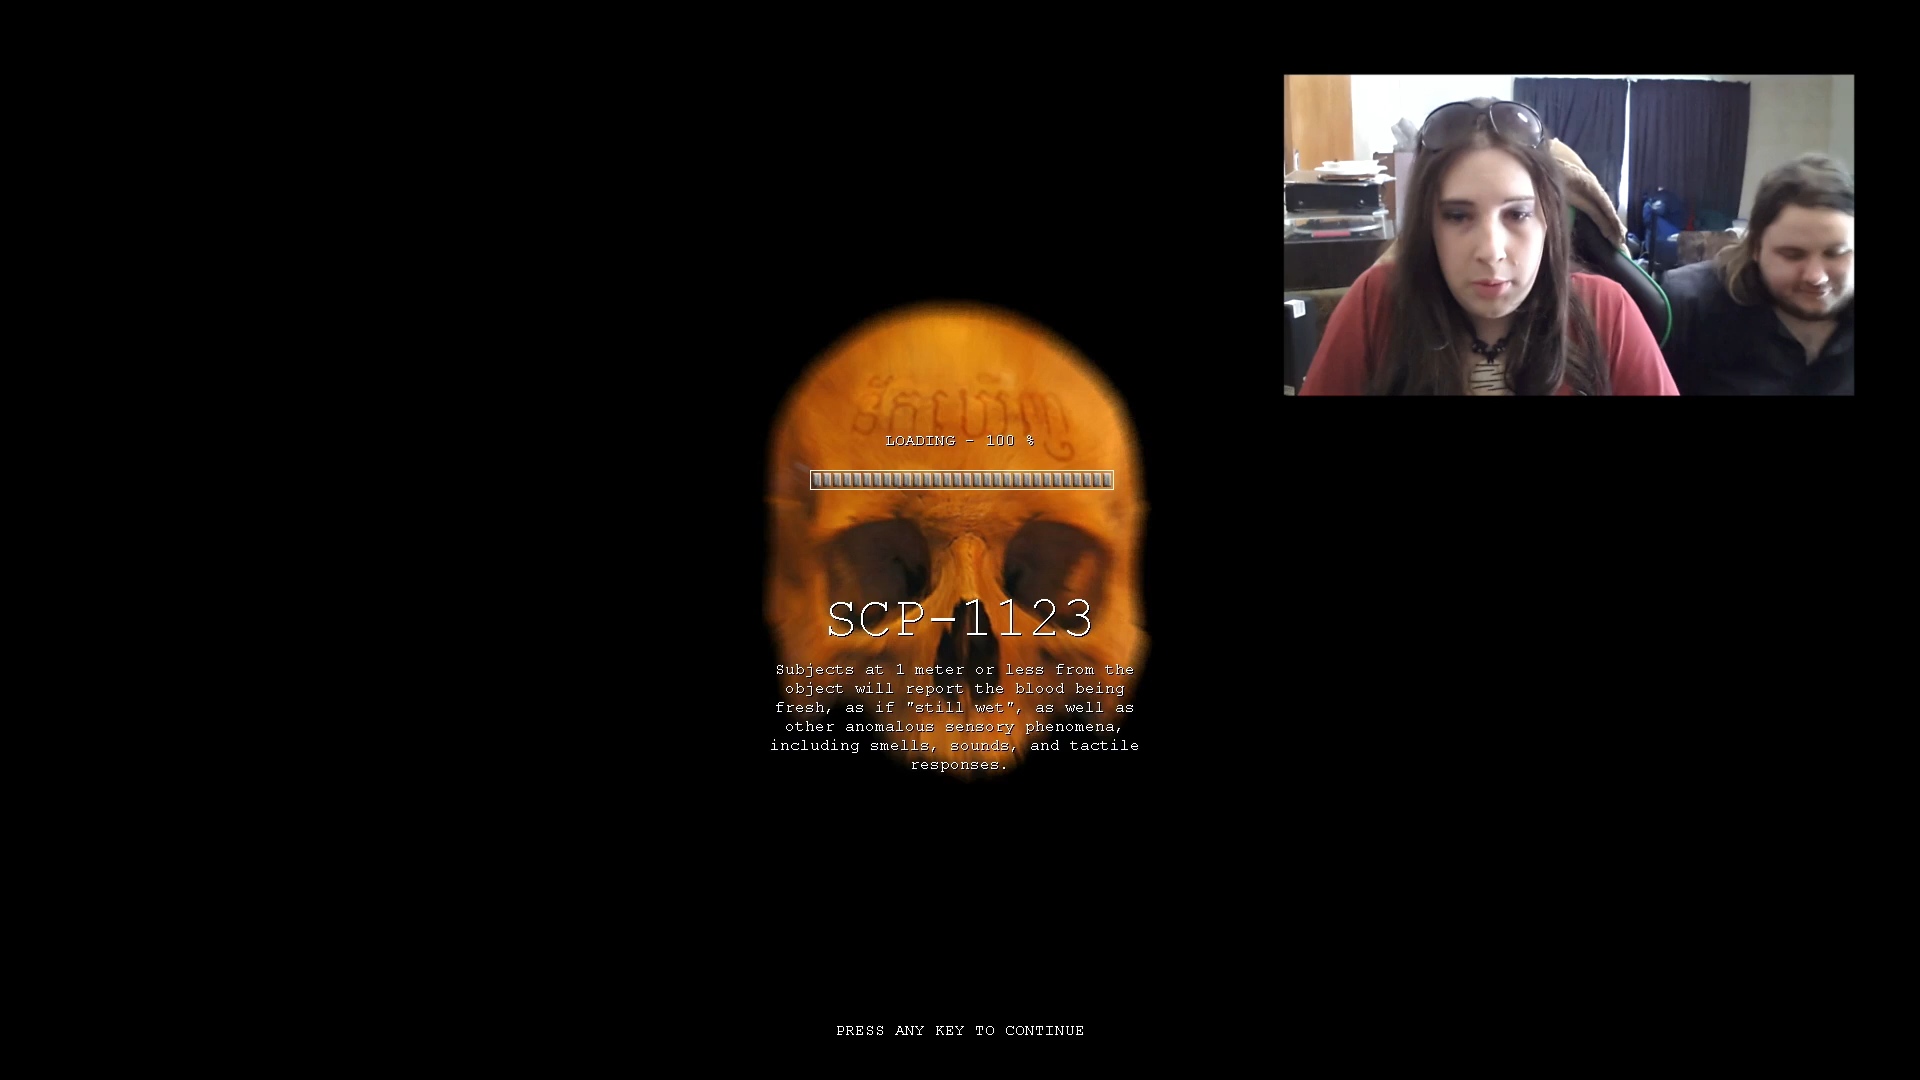 LOADING - 100 %
SCP-1123
Subjects at 1 meter or less from the
object will report the blood being
fresh, as if "still wet", as well as
other anomalous sensory phenomena,
including smells, sounds, and tactile
responses.
PRESS ANY KEY TO CONTINUE